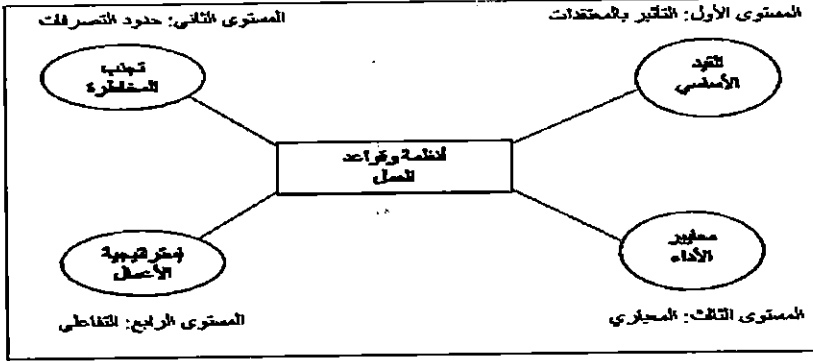 المستوى الأول: التأثير بالمعتقدات
المستوى الثاني: حدود التصرفات
القيد
الأساسي
تجنب
المخاطرة
أنظمة وقواعد
العمل
معايير
الأداء
إستراتيجية
الأعمال
المستوى الثالث: المعياري
المستوى الرابع: التفاعلي